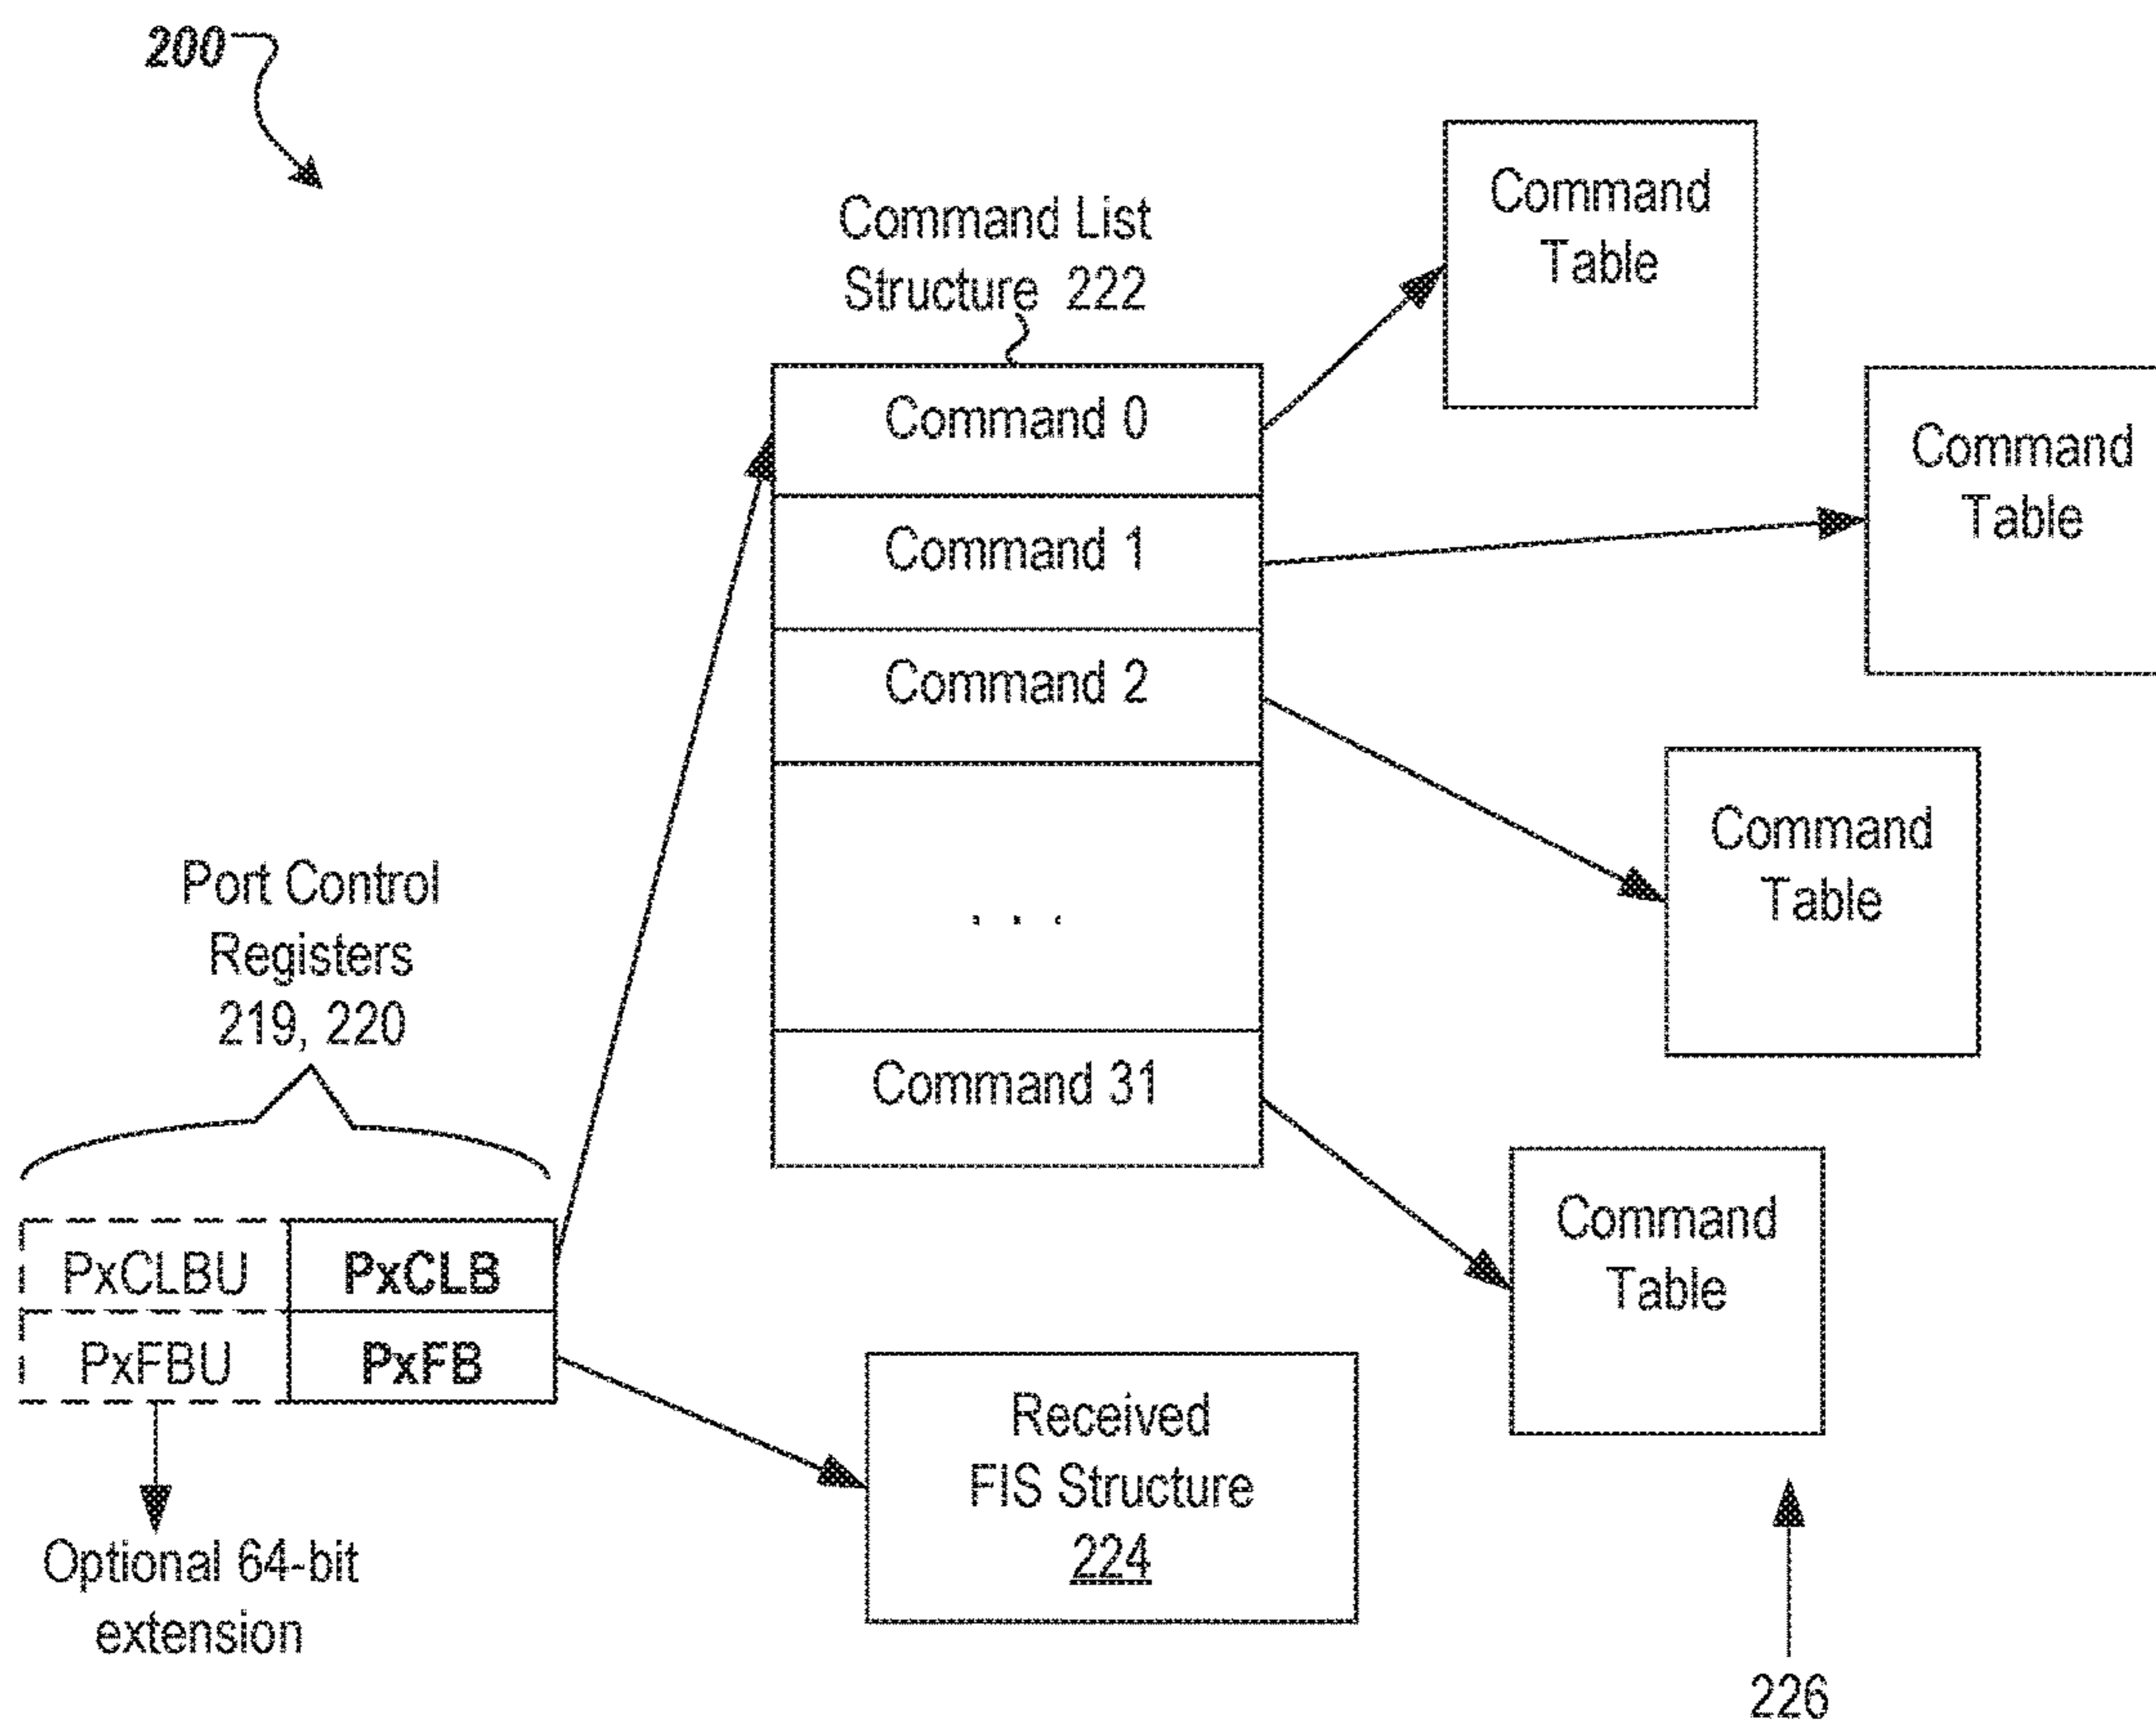 200
Command List
Structure 222
Command 0
Command 1
Command 2
. . .
Command 31
Command
Table
Command
Table
Command
Table
Command
Table
226
Port Control
Registers
219, 220
PxCLBU PxCLB
PxFBU PxFB
Optional 64-bit
extension
Received
FIS Structure
224